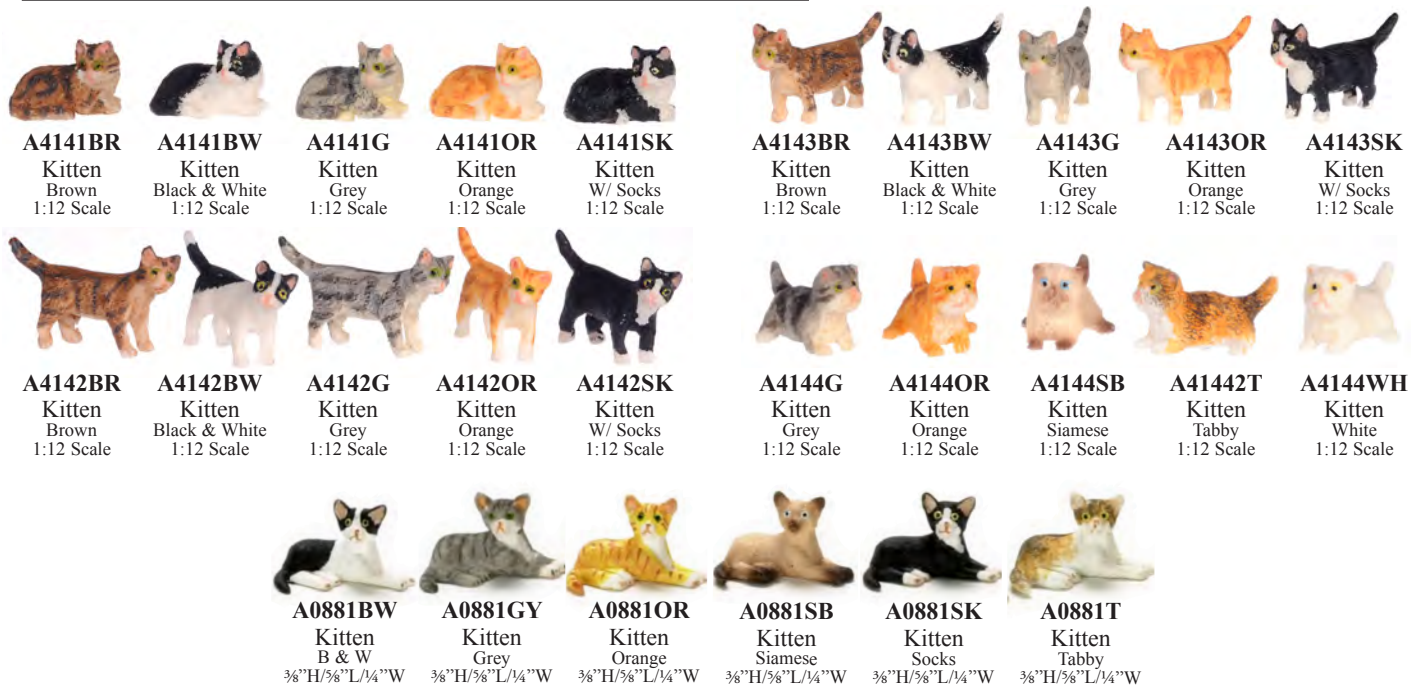 A4141BR A4141BW A4141G A4141OR A4141SK
Kitten Kitten Kitten Kitten Kitten
Brown Black & White Grey Orange W/ Socks
1:12 Scale 1:12 Scale 1:12 Scale 1:12 Scale 1:12 Scale
A4143BR A4143BW A4143G A4143OR A4143SK
Kitten Kitten Kitten Kitten Kitten
Brown Black & White Grey Orange W/ Socks
1:12 Scale 1:12 Scale 1:12 Scale 1:12 Scale 1:12 Scale
A4142BR A4142BW A4142G A4142OR A4142SK
Kitten Kitten Kitten Kitten Kitten
Brown Black & White Grey Orange W/ Socks
1:12 Scale 1:12 Scale 1:12 Scale 1:12 Scale 1:12 Scale
A4144G A4144OR A4144SB A41442T A4144WH
Kitten Kitten Kitten Kitten Kitten
Grey Orange Siamese Tabby White
1:12 Scale 1:12 Scale 1:12 Scale 1:12 Scale 1:12 Scale
A0881BW A0881GY A0881OR A0881SB A0881SK A0881T
Kitten Kitten Kitten Kitten Kitten Kitten
B & W Grey Orange Siamese Socks Tabby
⅜”H/⅝”L/¼”W ⅜”H/⅝”L/¼”W ⅜”H/⅝”L/¼”W ⅜”H/⅝”L/¼”W ⅜”H/⅝”L/¼”W ⅜”H/⅝”L/¼”W